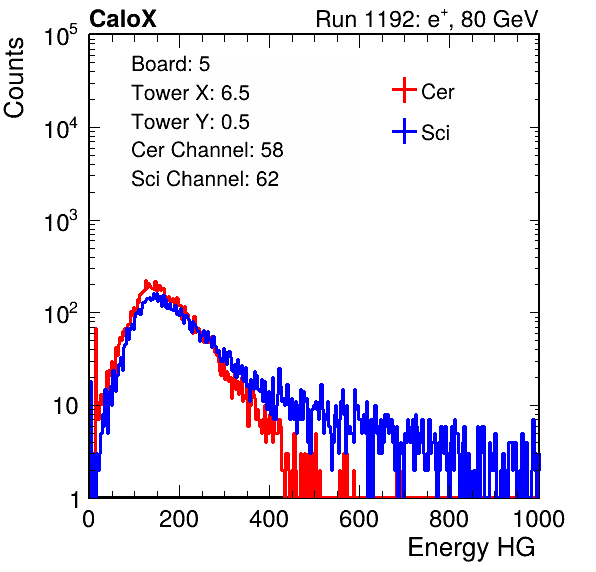 CaloX Run 1192: e⁺, 80 GeV
Counts
10⁵
10⁴
10³
10²
10
1
Board: 5
Tower X: 6.5
Tower Y: 0.5
Cer Channel: 58
Sci Channel: 62
Cer
Sci
0 200 400 600 800 1000
Energy HG